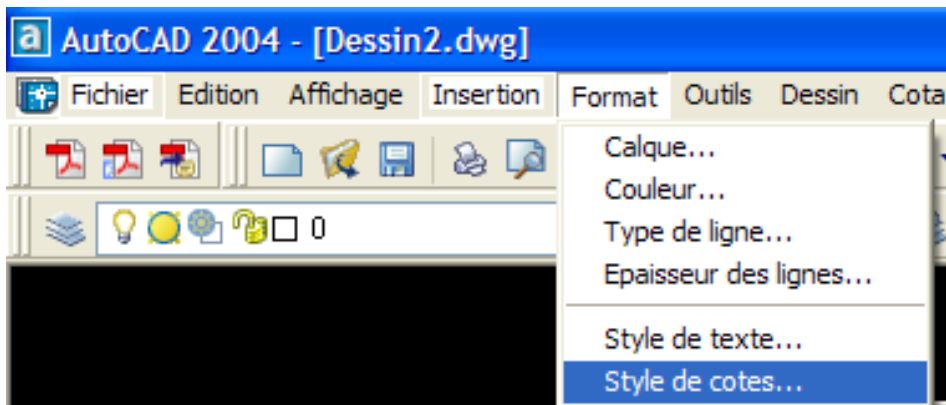 AutoCAD 2004 - [Dessin2.dwg]
Fichier Edition Affichage Insertion Format Outils Dessin Cota
Calque...
Couleur...
0
Type de ligne...
Epaisseur des lignes...
Style de texte...
Style de cotes...